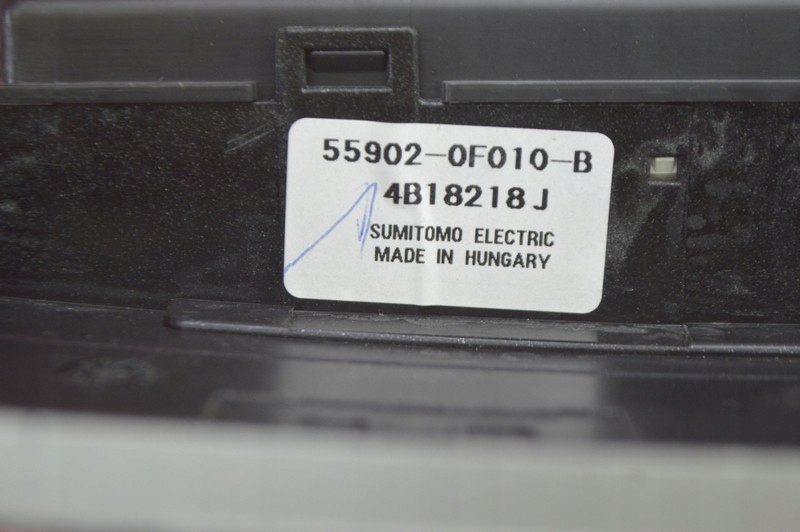 55902-0F010-B
4B18218J
SUMITOMO ELECTRIC
MADE IN HUNGARY